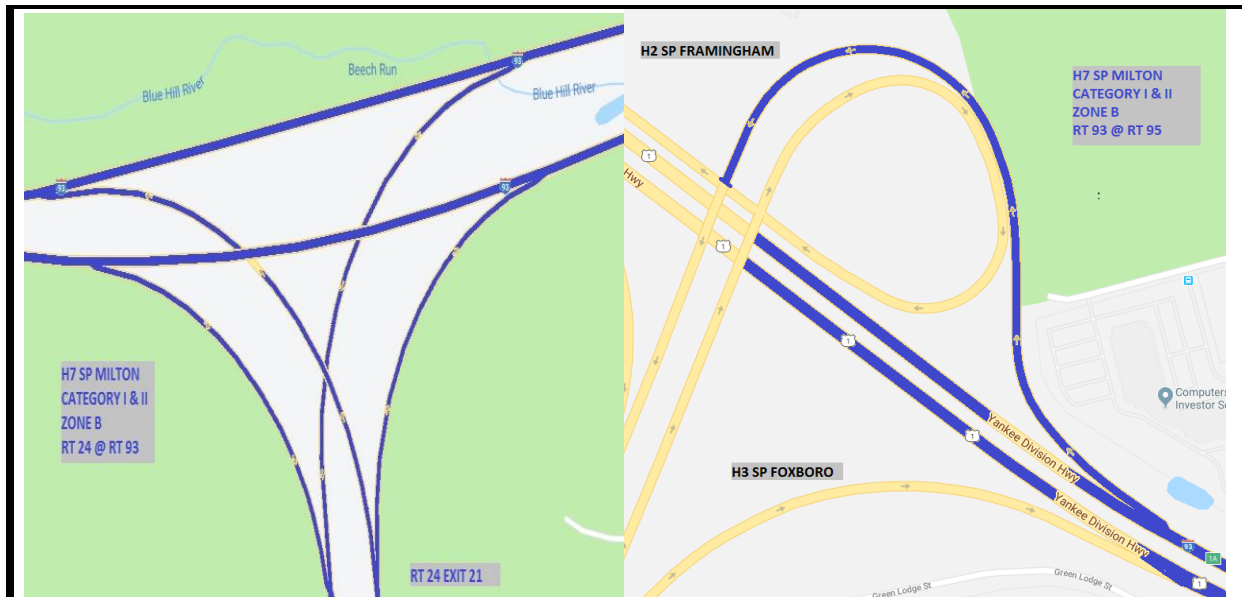 Blue Hill River
Beech Run
Blue Hill River
93
93
93
H7 SP MILTON
CATEGORY I & II
ZONE B
RT 24 @ RT 93
RT 24 EXIT 21
H2 SP FRAMINGHAM
H7 SP MILTON
CATEGORY I & II
ZONE B
RT 93 @ RT 95
:
1
Hwy
1
1
1
Computers
Investor Se
Yankee Division Hwy
H3 SP FOXBORO
Yankee Division Hwy
93
1A
1
Green Lodge St
Green Lodge St